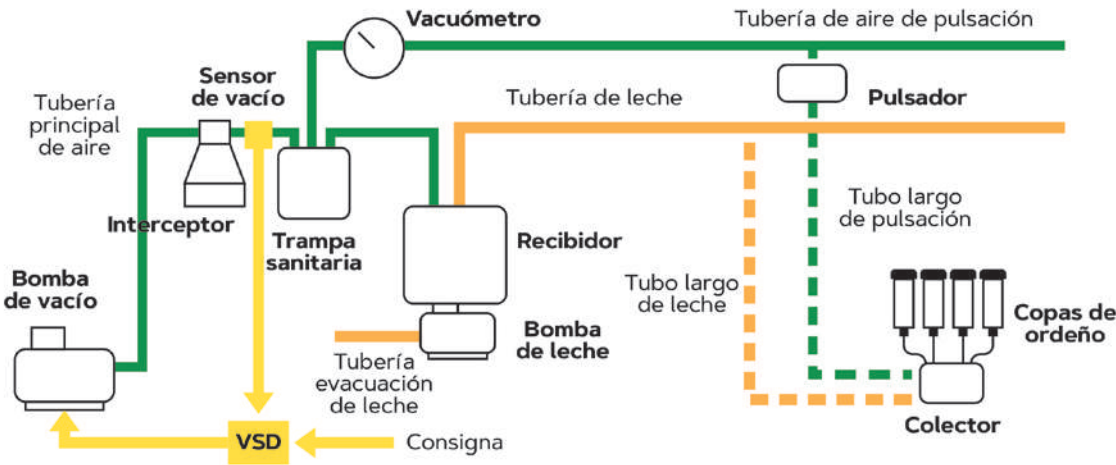 Vacuómetro
Tubería de aire de pulsación
Sensor
de vacío
Tubería
principal
de aire
Tubería de leche
Pulsador
Interceptor
Trampa
sanitaria
Recibidor
Tubo largo
de pulsación
Bomba
de vacío
Tubo largo
de leche
Copas de
ordeño
Bomba
de leche
Tubería
evacuación
de leche
Colector
VSD
Consigna